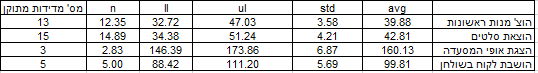 מס' מדידות מתוקן n ll ul std avg
13 12.35 32.72 47.03 3.58 39.88 הוצ' מנות ראשונות
15 14.89 34.38 51.24 4.21 42.81 הוצאת סלטים
3 2.83 146.39 173.86 6.87 160.13 הצגת אופי המסעדה
5 5.00 88.42 111.20 5.69 99.81 הושבת לקוח בשולחן